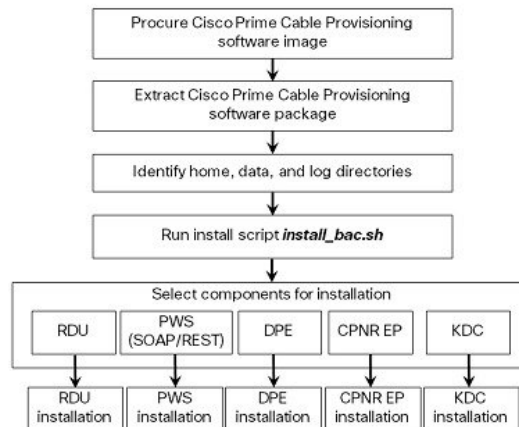 Procure Cisco Prime Cable Provisioning
software image
Extract Cisco Prime Cable Provisioning
software package
Identify home, data, and log directories
Run install script install_bac.sh
Select components for installation
RDU
PWS
(SOAP/REST)
DPE
CPNR EP
KDC
RDU
installation
PWS
installation
DPE
installation
CPNR EP
installation
KDC
installation